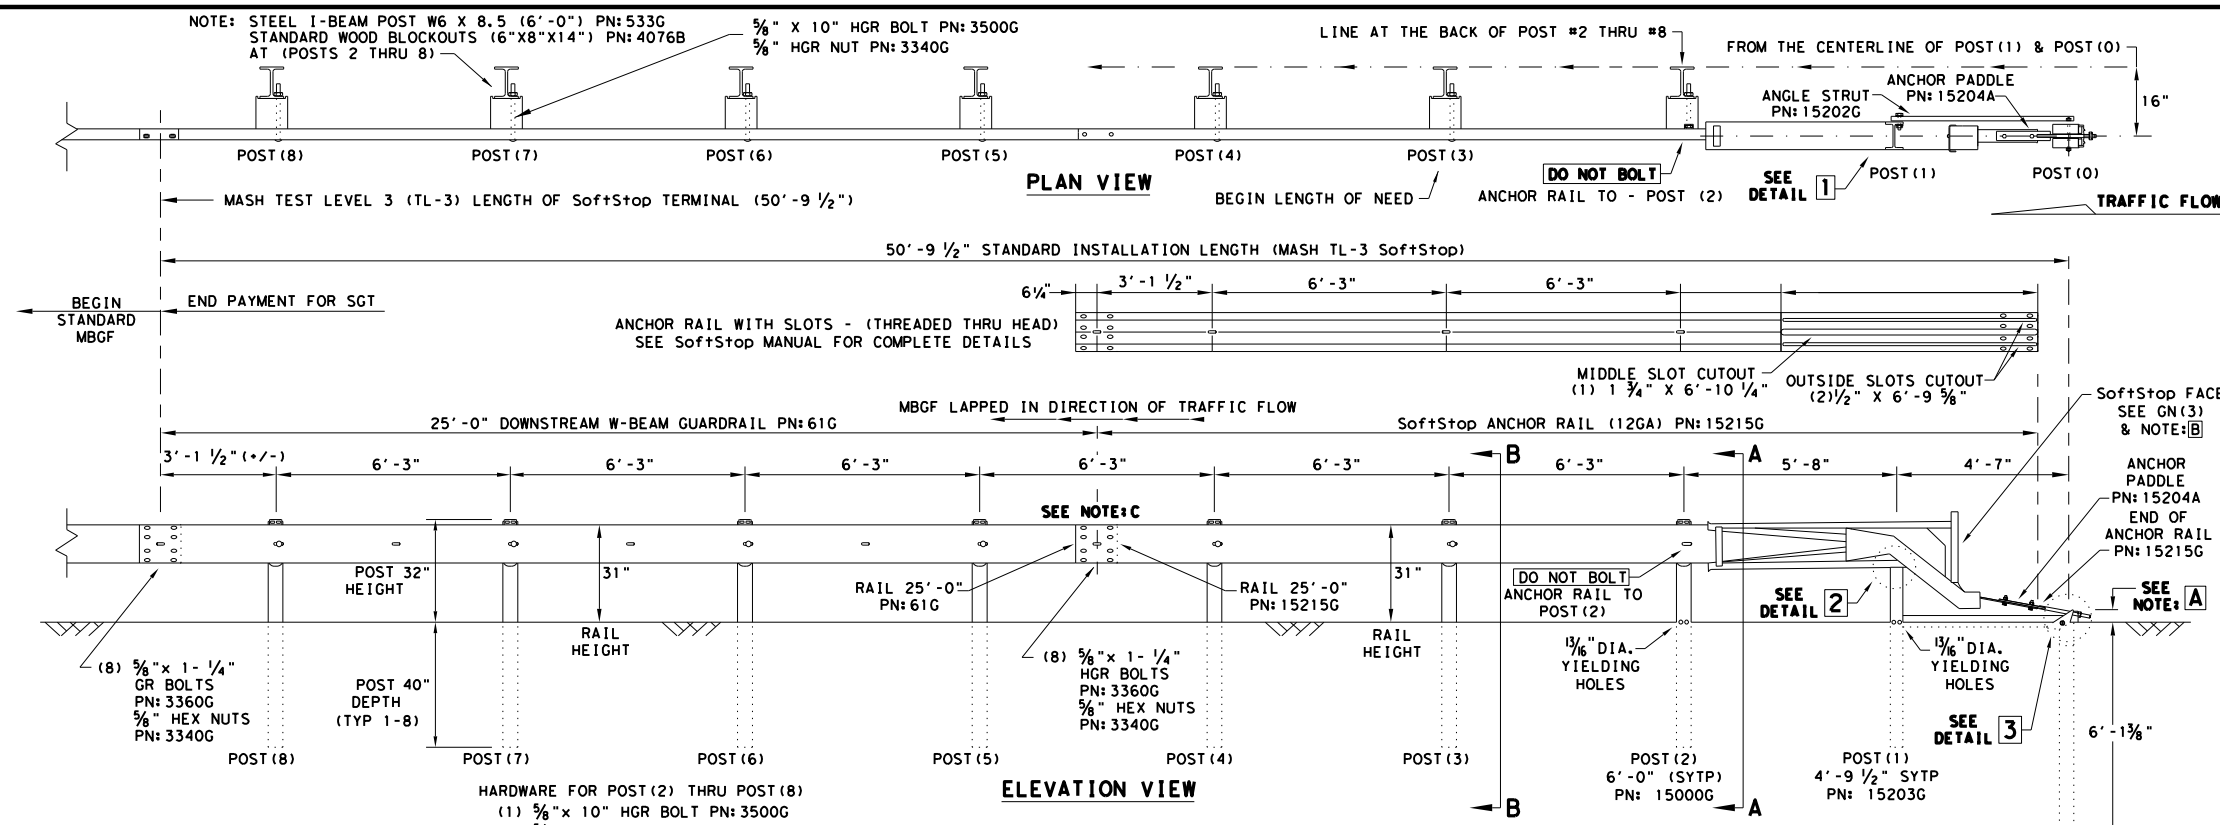 NOTE: STEEL I-BEAM POST W6 X 8.5 (6'-0") PN:533G
STANDARD WOOD BLOCKOUTS (6"X8"X14") PN:4076B
AT (POSTS 2 THRU 8)
5/8" X 10" HGR BOLT PN:3500G
5/8" HGR NUT PN:3340G
LINE AT THE BACK OF POST #2 THRU #8
FROM THE CENTERLINE OF POST(1) & POST(0)
ANCHOR PADDLE
PN:15204A
ANGLE STRUT
PN:15202G
16"
POST(8)
POST(7)
POST(6)
POST(5)
POST(4)
POST(3)
POST(1)
POST(0)
PLAN VIEW
DO NOT BOLT
ANCHOR RAIL TO - POST (2)
SEE
DETAIL 1
BEGIN LENGTH OF NEED
MASH TEST LEVEL 3 (TL-3) LENGTH OF SoftStop TERMINAL (50'-9 1/2")
TRAFFIC FLOW
50'-9 1/2" STANDARD INSTALLATION LENGTH (MASH TL-3 SoftStop)
BEGIN
STANDARD
MBGF
END PAYMENT FOR SGT
6 1/4"
3'-1 1/2"
6'-3"
6'-3"
ANCHOR RAIL WITH SLOTS - (THREADED THRU HEAD)
SEE SoftStop MANUAL FOR COMPLETE DETAILS
MIDDLE SLOT CUTOUT
(1) 1 3/4" X 6'-10 1/4"
OUTSIDE SLOTS CUTOUT
(2)1/2" X 6'-9 5/8"
SoftStop FACE
SEE GN(3)
& NOTE:B
MBGF LAPPED IN DIRECTION OF TRAFFIC FLOW
25'-0" DOWNSTREAM W-BEAM GUARDRAIL PN:61G
SoftStop ANCHOR RAIL (12GA) PN:15215G
3'-1 1/2"(+/-)
6'-3"
6'-3"
6'-3"
6'-3"
6'-3"
6'-3"
5'-8"
4'-7"
B
A
ANCHOR
PADDLE
PN:15204A
END OF
ANCHOR RAIL
PN:15215G
SEE NOTE:C
POST 32"
HEIGHT
31"
RAIL
HEIGHT
RAIL 25'-0"
PN:61G
RAIL 25'-0"
PN:15215G
31"
RAIL
HEIGHT
DO NOT BOLT
ANCHOR RAIL TO
POST(2)
SEE
DETAIL 2
SEE
NOTE: A
(8) 5/8"x 1- 1/4"
GR BOLTS
PN:3360G
5/8" HEX NUTS
PN:3340G
POST 40"
DEPTH
(TYP 1-8)
(8) 5/8"x 1- 1/4"
HGR BOLTS
PN:3360G
5/8" HEX NUTS
PN:3340G
13/16" DIA.
YIELDING
HOLES
13/16" DIA.
YIELDING
HOLES
SEE
DETAIL 3
6'-1 3/8"
POST(8)
POST(7)
POST(6)
POST(5)
POST(4)
POST(3)
POST(2)
6'-0" (SYTP)
PN: 15000G
POST(1)
4'-9 1/2" SYTP
PN: 15203G
ELEVATION VIEW
B
A
HARDWARE FOR POST(2) THRU POST(8)
(1) 5/8"x 10" HGR BOLT PN:3500G